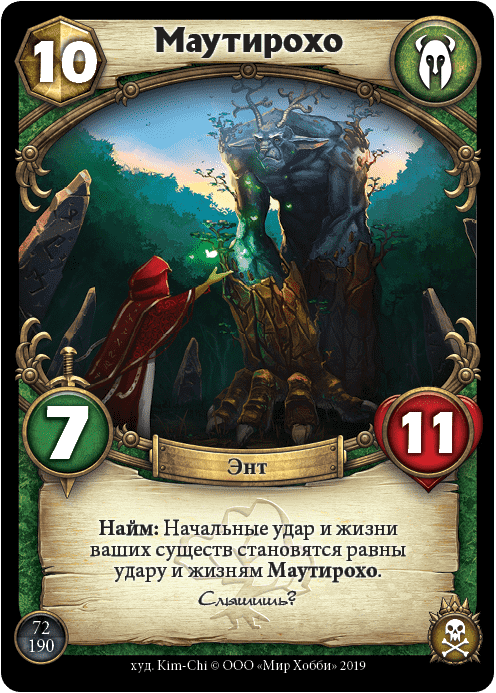 10
Маутирохо
7
11
Энт
Найм: Начальные удар и жизни
ваших существ становятся равны
удару и жизням Маутирохо.
Слышишь?
72
190
худ. Kim-Chi © ООО «Мир Хобби» 2019